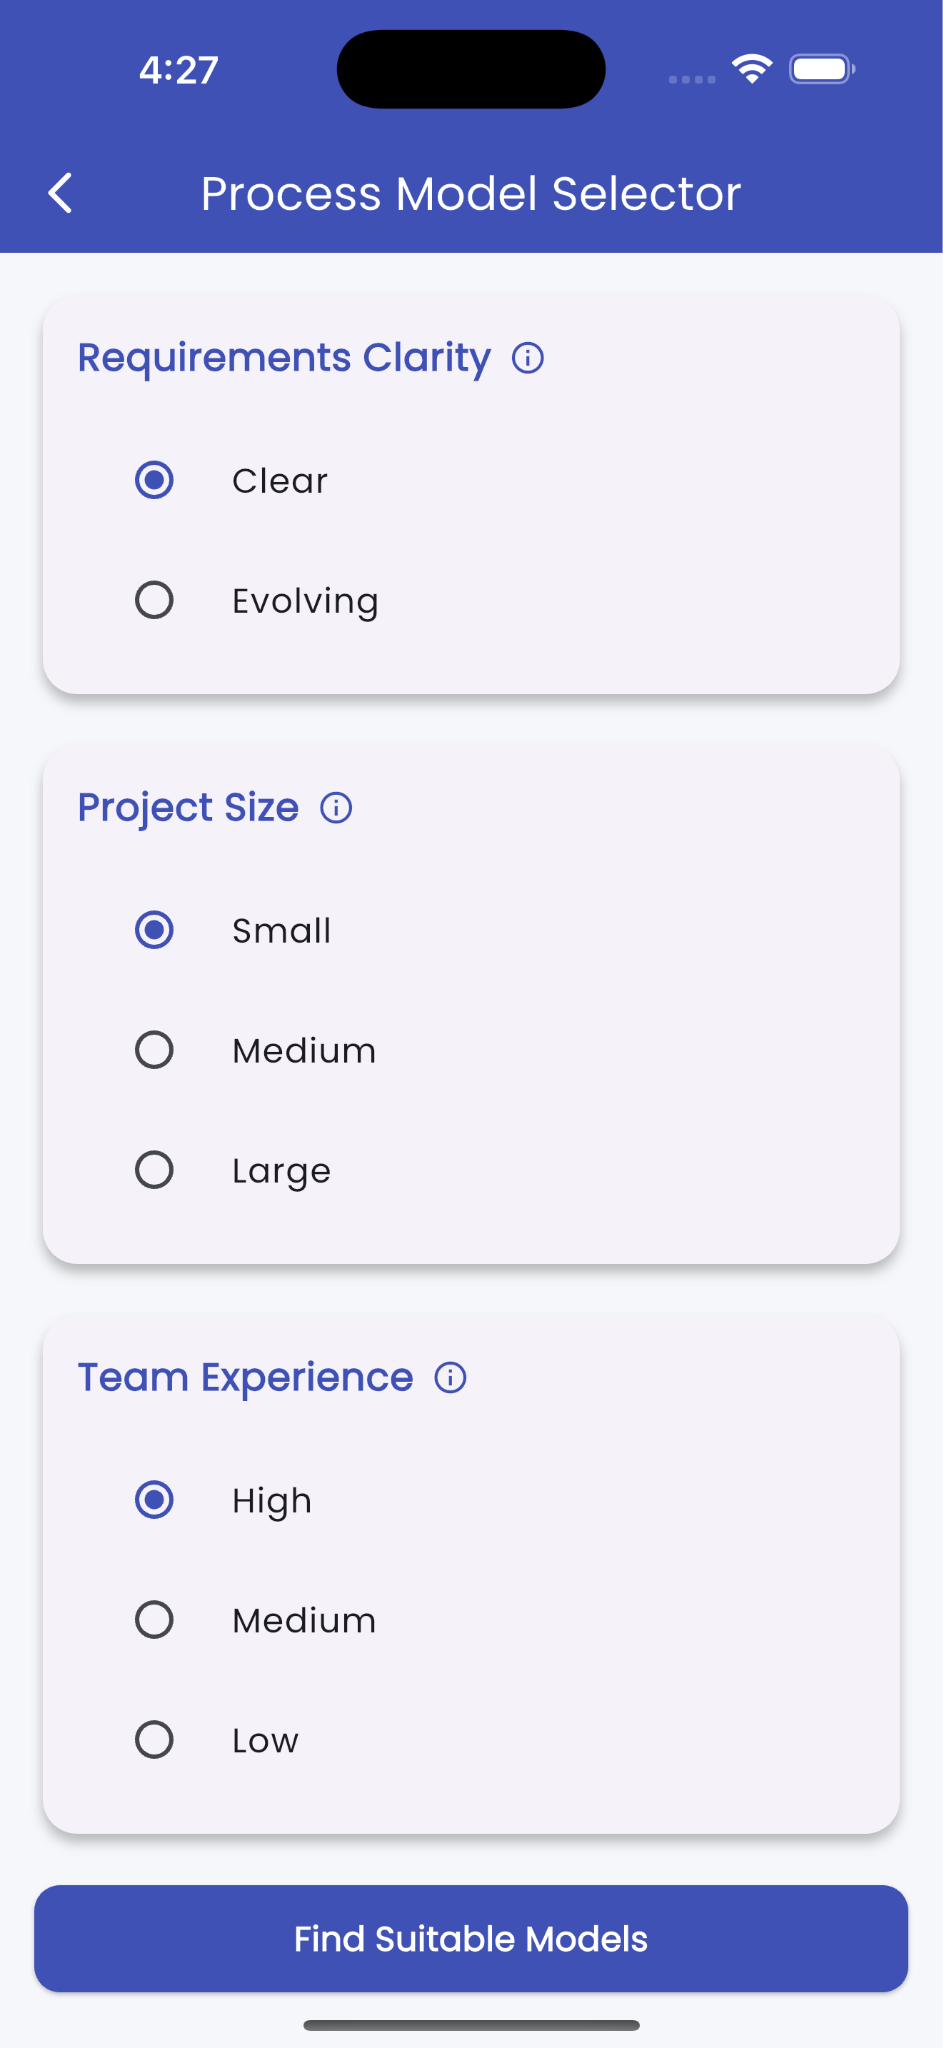 4:27
Process Model Selector
Requirements Clarity
Clear
Evolving
Project Size
Small
Medium
Large
Team Experience
High
Medium
Low
Find Suitable Models